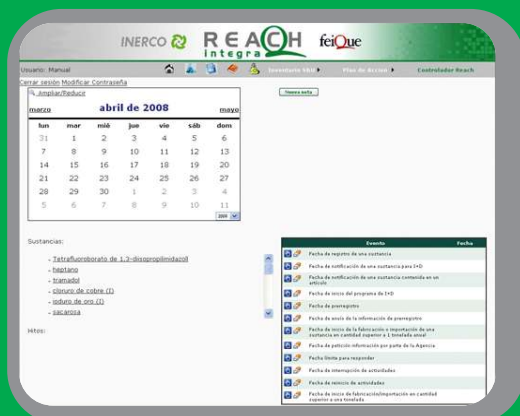 INERCO REACH integra feiQue
Usuario: Manual Inventario SKU Plan de Accion Controlador Reach
Cerrar sesión Modificar Contraseña
Ampliar/Reducir
Nueva nota
marzo abril de 2008 mayo
lun mar mié jue vie sáb dom
31 1 2 3 4 5 6
7 8 9 10 11 12 13
14 15 16 17 18 19 20
21 22 23 24 25 26 27
28 29 30 1 2 3 4
5 6 7 8 9 10 11
2008
Sustancias:
- Tetrafluoroborato de 1,3-diisopropilimidazoll
- heptano
- tramadol
- cloruro de cobre (I)
- ioduro de oro (I)
- sacarosa
Hitos:
Evento Fecha
Fecha de registro de una sustancia
Fecha de notificación de una sustancia para I+D
Fecha de notificación de una sustancia contenida en un
artículo
Fecha de inicio del programa de I+D
Fecha de prerregistro
Fecha de envío de la información de prerregistro
Fecha de inicio de la fabricación o importación de una
sustancia en cantidad superior a 1 tonelada anual
Fecha de petición información por parte de la Agencia
Fecha límite para responder
Fecha de interrupción de actividades
Fecha de reinicio de actividades
Fecha de inicio de fabricación/importación en cantidad
superior a una tonelada